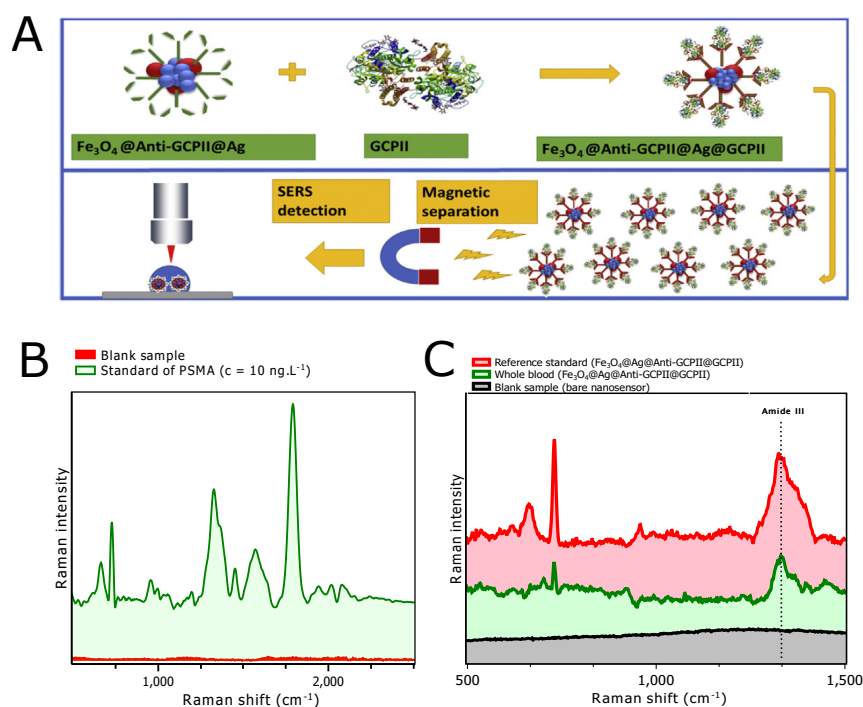 A
Fe₃O₄@Anti-GCPII@Ag
GCPII
Fe₃O₄@Anti-GCPII@Ag@GCPII
SERS
detection
Magnetic
separation
B
Blank sample
Standard of PSMA (c = 10 ng.L⁻¹)
Raman intensity
1,000
2,000
Raman shift (cm⁻¹)
C
Reference standard (Fe₃O₄@Ag@Anti-GCPII@GCPII)
Whole blood (Fe₃O₄@Ag@Anti-GCPII@GCPII)
Blank sample (bare nanosensor)
Amide III
Raman intensity
500
1,000
1,500
Raman shift (cm⁻¹)